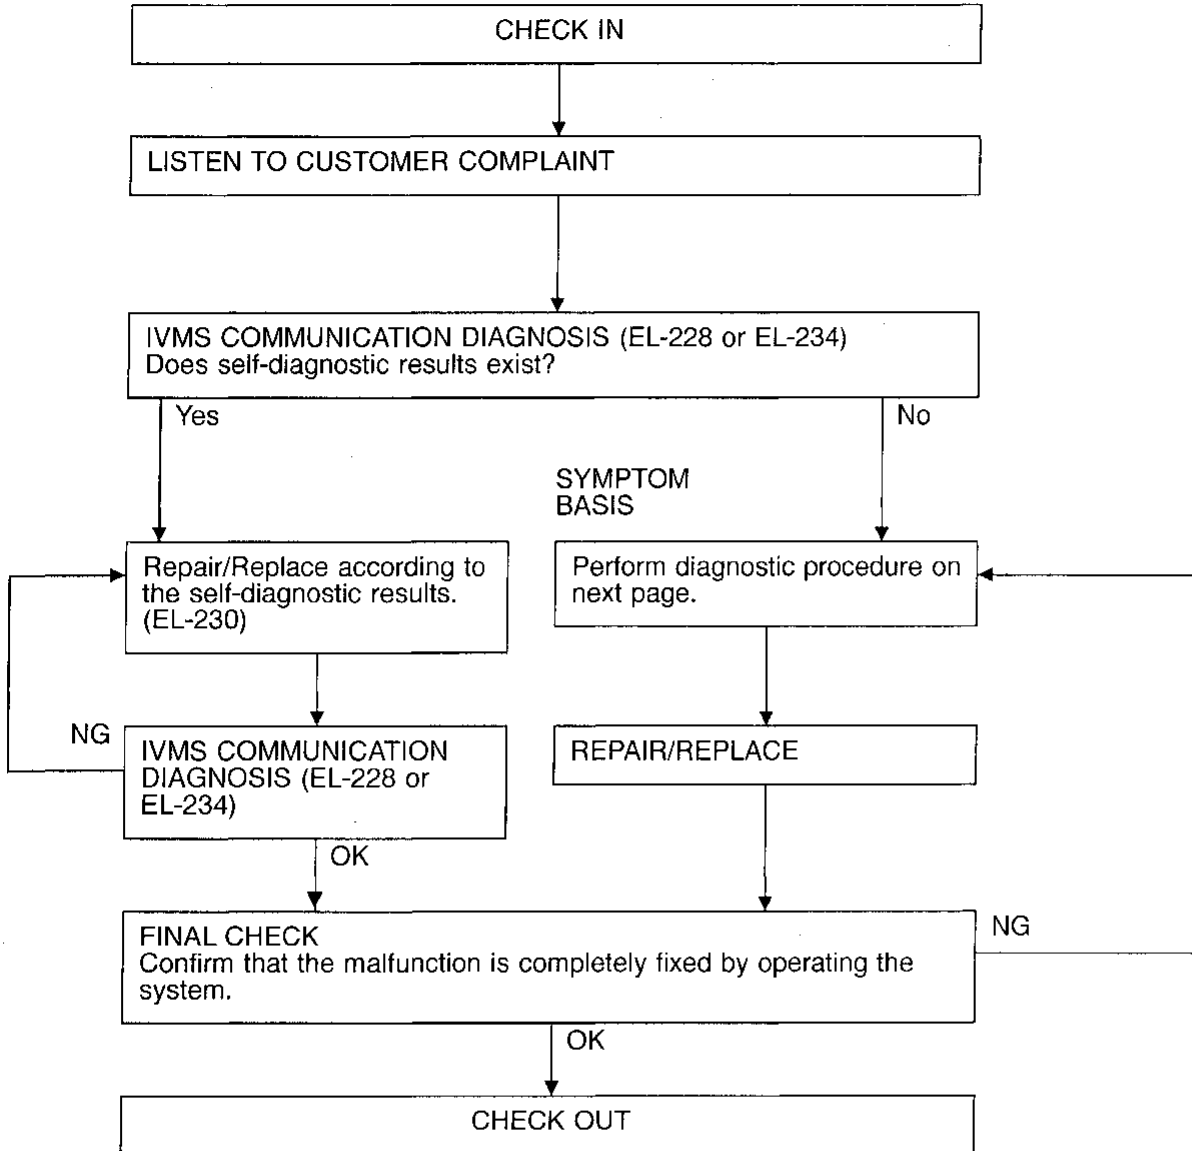 CHECK IN
LISTEN TO CUSTOMER COMPLAINT
IVMS COMMUNICATION DIAGNOSIS (EL-228 or EL-234)
Does self-diagnostic results exist?
Yes
No
SYMPTOM
BASIS
Repair/Replace according to
the self-diagnostic results.
(EL-230)
Perform diagnostic procedure on
next page.
NG
IVMS COMMUNICATION
DIAGNOSIS (EL-228 or
EL-234)
REPAIR/REPLACE
OK
FINAL CHECK
Confirm that the malfunction is completely fixed by operating the
system.
NG
OK
CHECK OUT